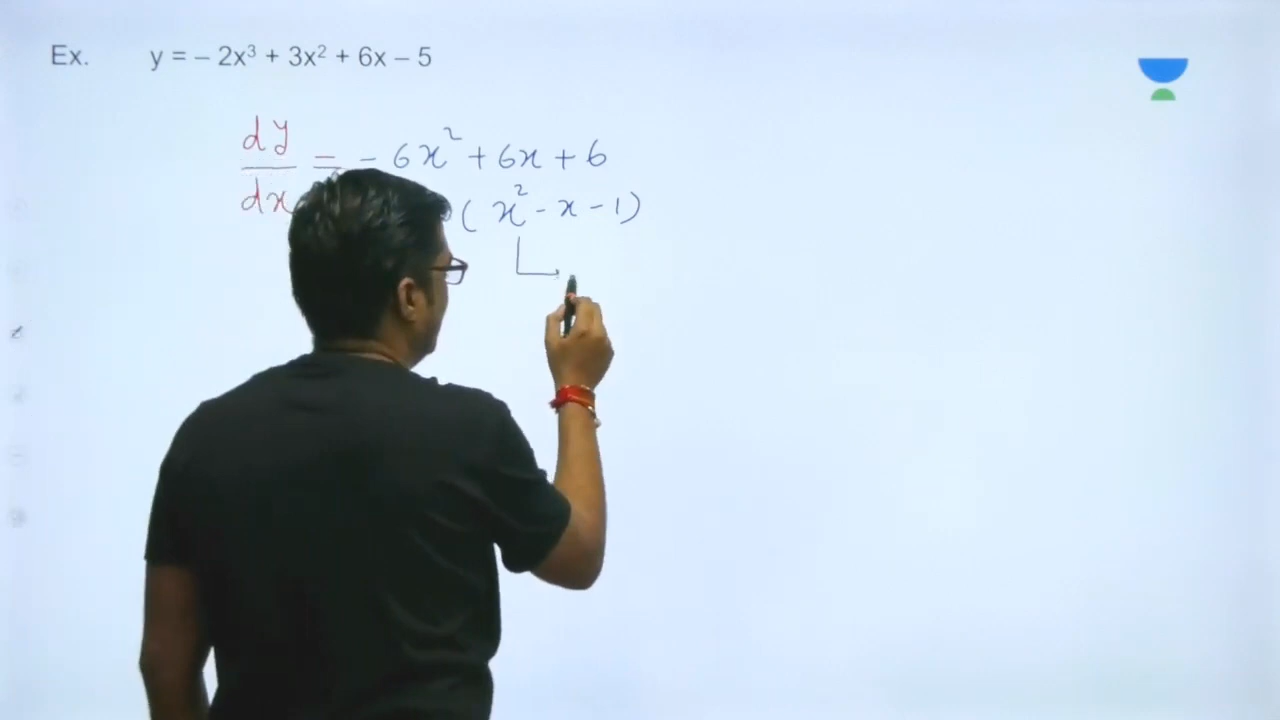 Ex. y = – 2x³ + 3x² + 6x – 5
dy/dx = - 6x² + 6x + 6
( x² - x - 1)